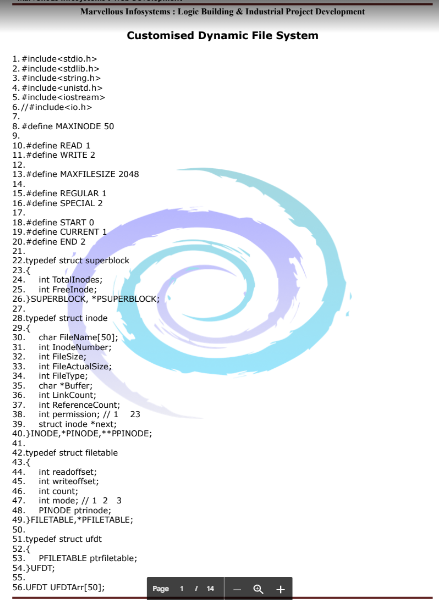 Marvellous Infosystems : Logic Building & Industrial Project Development
Customised Dynamic File System
1. #include<stdio.h>
2. #include<stdlib.h>
3. #include<string.h>
4. #include<unistd.h>
5. #include<iostream>
6. //#include<io.h>
7.
8. #define MAXINODE 50
9.
10.#define READ 1
11.#define WRITE 2
12.
13.#define MAXFILESIZE 2048
14.
15.#define REGULAR 1
16.#define SPECIAL 2
17.
18.#define START 0
19.#define CURRENT 1
20.#define END 2
21.
22.typedef struct superblock
23.{
24. int TotalInodes;
25. int FreeInode;
26.}SUPERBLOCK, *PSUPERBLOCK;
27.
28.typedef struct inode
29.{
30. char FileName[50];
31. int InodeNumber;
32. int FileSize;
33. int FileActualSize;
34. int FileType;
35. char *Buffer;
36. int LinkCount;
37. int ReferenceCount;
38. int permission; // 1 23
39. struct inode *next;
40.}INODE,*PINODE,**PPINODE;
41.
42.typedef struct filetable
43.{
44. int readoffset;
45. int writeoffset;
46. int count;
47. int mode; // 1 2 3
48. PINODE ptrinode;
49.}FILETABLE,*PFILETABLE;
50.
51.typedef struct ufdt
52.{
53. PFILETABLE ptrfiletable;
54.}UFDT;
55.
56.UFDT UFDTArr[50];
Page 1 / 14